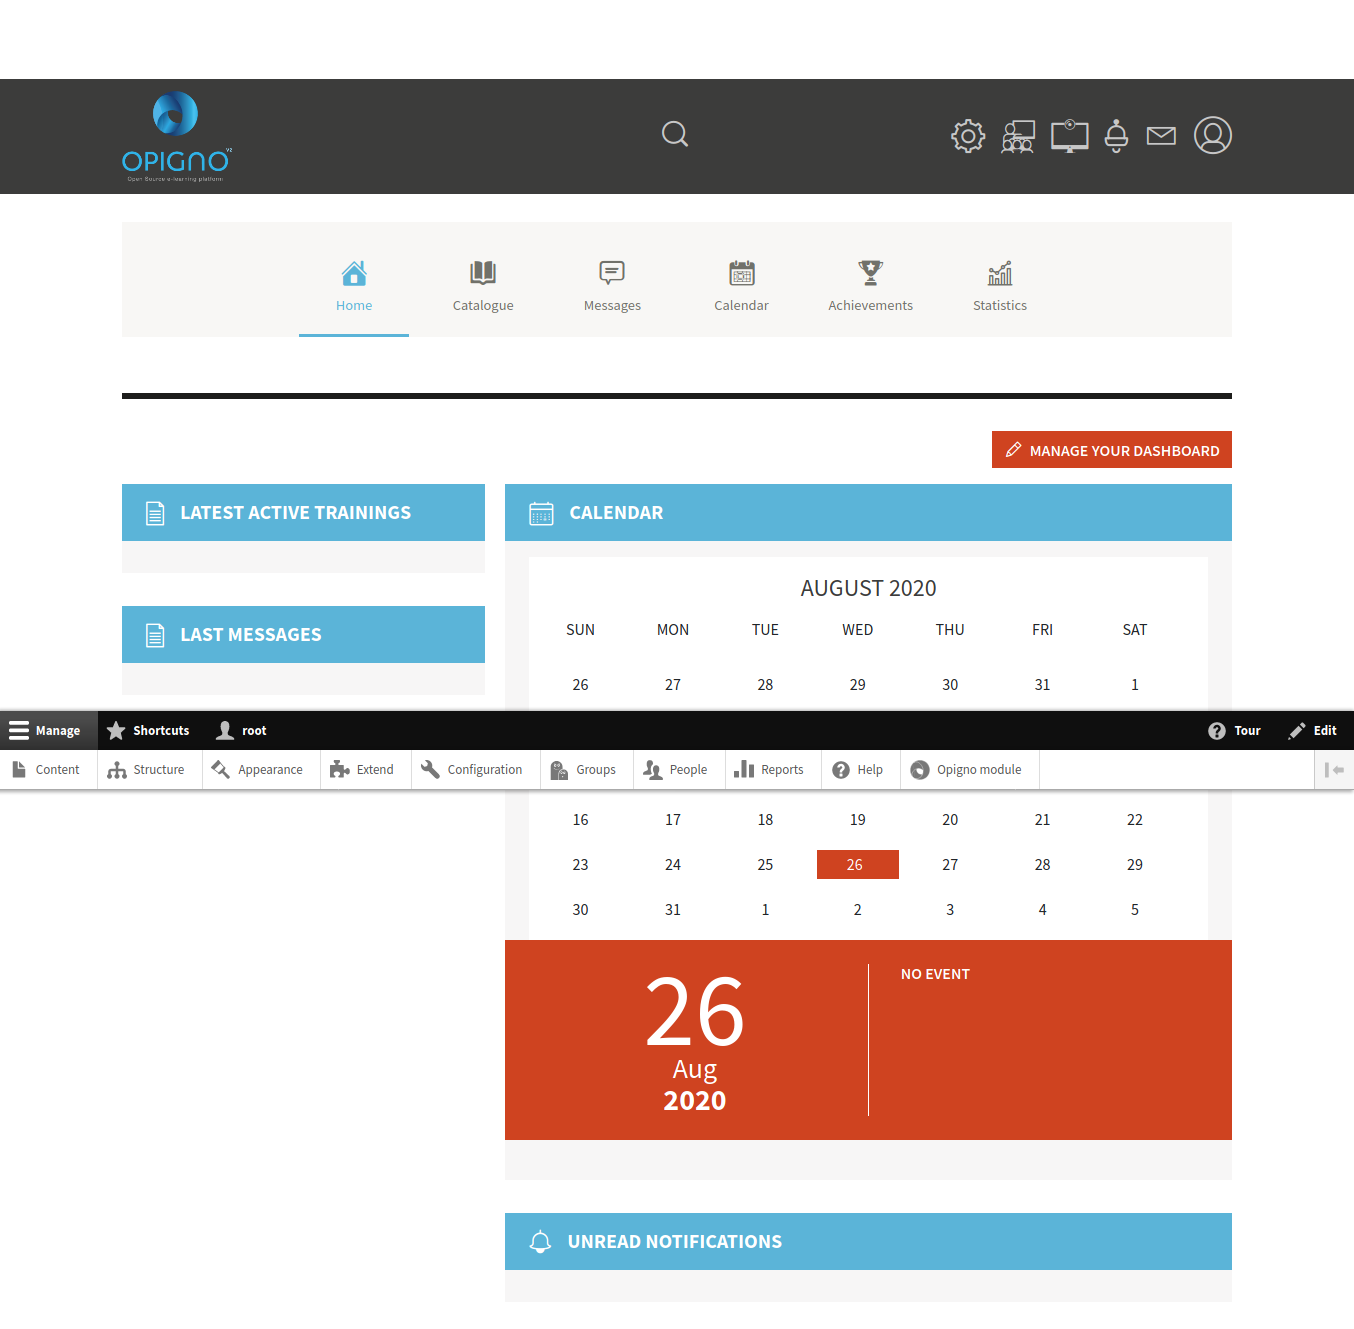 OPIGNO V2
Open Source e-learning platform
Home
Catalogue
Messages
Calendar
Achievements
Statistics
MANAGE YOUR DASHBOARD
LATEST ACTIVE TRAININGS
LAST MESSAGES
CALENDAR
AUGUST 2020
SUN MON TUE WED THU FRI SAT
26 27 28 29 30 31 1
Manage Shortcuts root Tour Edit
Content Structure Appearance Extend Configuration Groups People Reports Help Opigno module
16 17 18 19 20 21 22
23 24 25 26 27 28 29
30 31 1 2 3 4 5
26
Aug
2020
NO EVENT
UNREAD NOTIFICATIONS